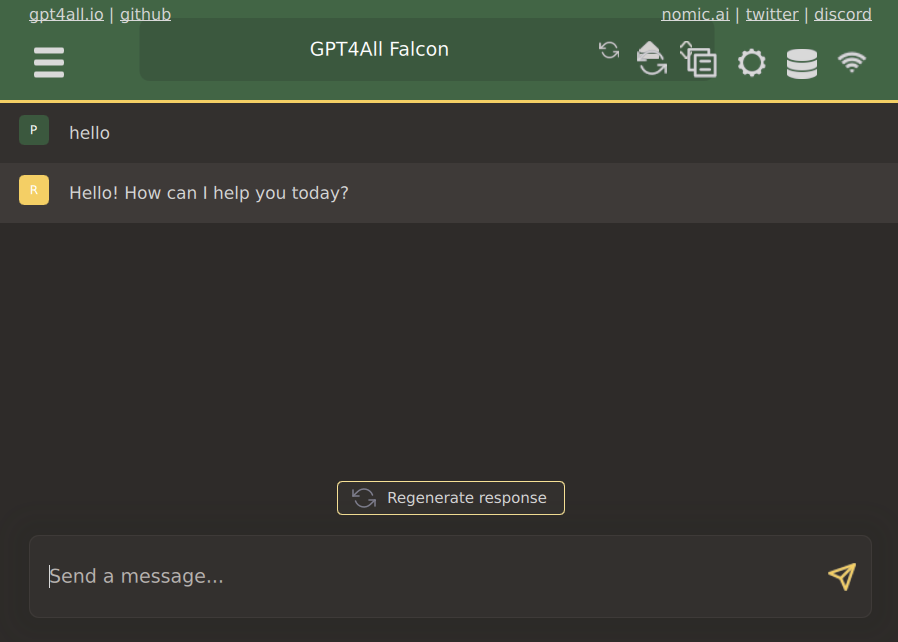 gpt4all.io | github
nomic.ai | twitter | discord
GPT4All Falcon
P
hello
R
Hello! How can I help you today?
Regenerate response
Send a message...